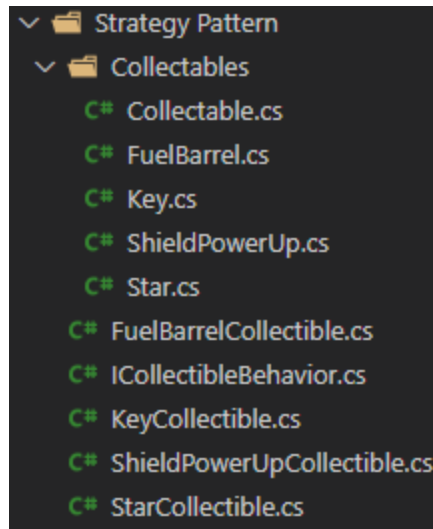 Strategy Pattern
Collectables
C# Collectable.cs
C# FuelBarrel.cs
C# Key.cs
C# ShieldPowerUp.cs
C# Star.cs
C# FuelBarrelCollectible.cs
C# ICollectibleBehavior.cs
C# KeyCollectible.cs
C# ShieldPowerUpCollectible.cs
C# StarCollectible.cs